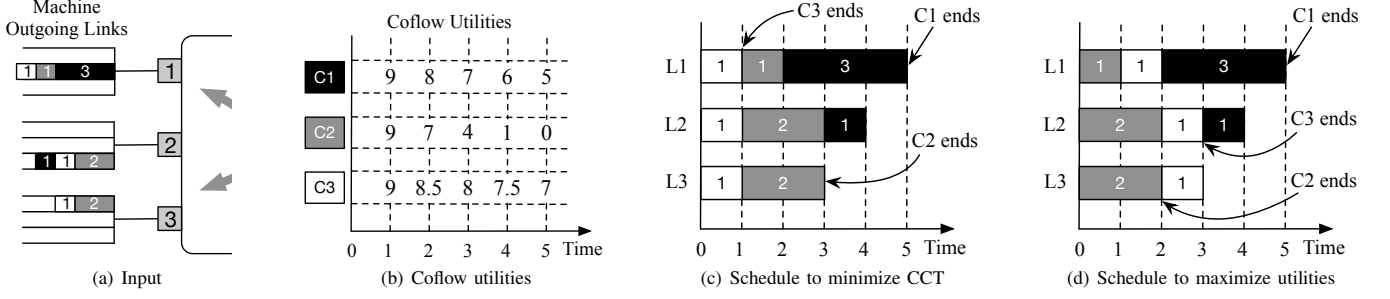 Machine
Outgoing Links
1 1 3
1
2
1 1 2
1 2
3
(a) Input
Coflow Utilities
C1 9 8 7 6 5
C2 9 7 4 1 0
C3 9 8.5 8 7.5 7
0 1 2 3 4 5 Time
(b) Coflow utilities
C3 ends
C1 ends
L1 1 1 3
L2 1 2 1
C2 ends
L3 1 2
0 1 2 3 4 5 Time
(c) Schedule to minimize CCT
C1 ends
L1 1 1 3
L2 2 1 1
C3 ends
L3 2 1
C2 ends
0 1 2 3 4 5 Time
(d) Schedule to maximize utilities